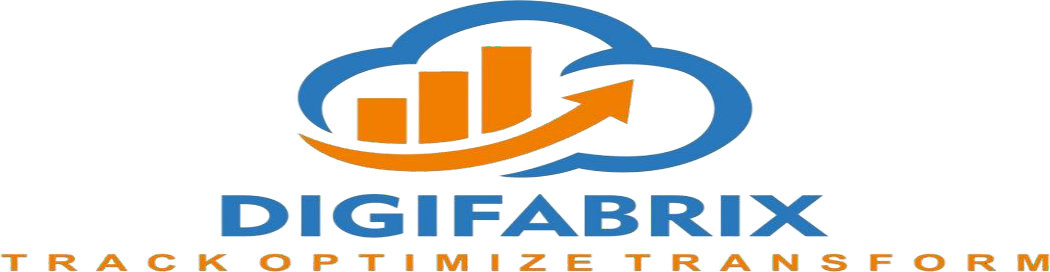 DIGIFABRIX
TRACK OPTIMIZE TRANSFORM